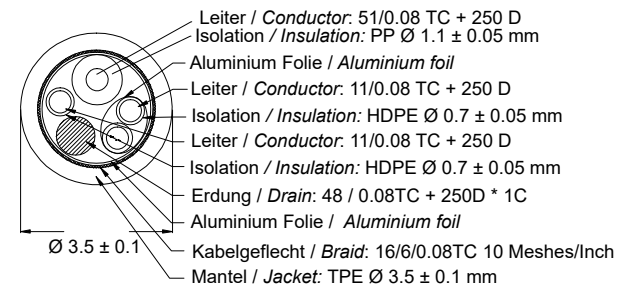 Leiter / Conductor: 51/0.08 TC + 250 D
Isolation / Insulation: PP Ø 1.1 ± 0.05 mm
Aluminium Folie / Aluminium foil
Leiter / Conductor: 11/0.08 TC + 250 D
Isolation / Insulation: HDPE Ø 0.7 ± 0.05 mm
Leiter / Conductor: 11/0.08 TC + 250 D
Isolation / Insulation: HDPE Ø 0.7 ± 0.05 mm
Erdung / Drain: 48 / 0.08TC + 250D * 1C
Aluminium Folie / Aluminium foil
Ø 3.5 ± 0.1
Kabelgeflecht / Braid: 16/6/0.08TC 10 Meshes/Inch
Mantel / Jacket: TPE Ø 3.5 ± 0.1 mm